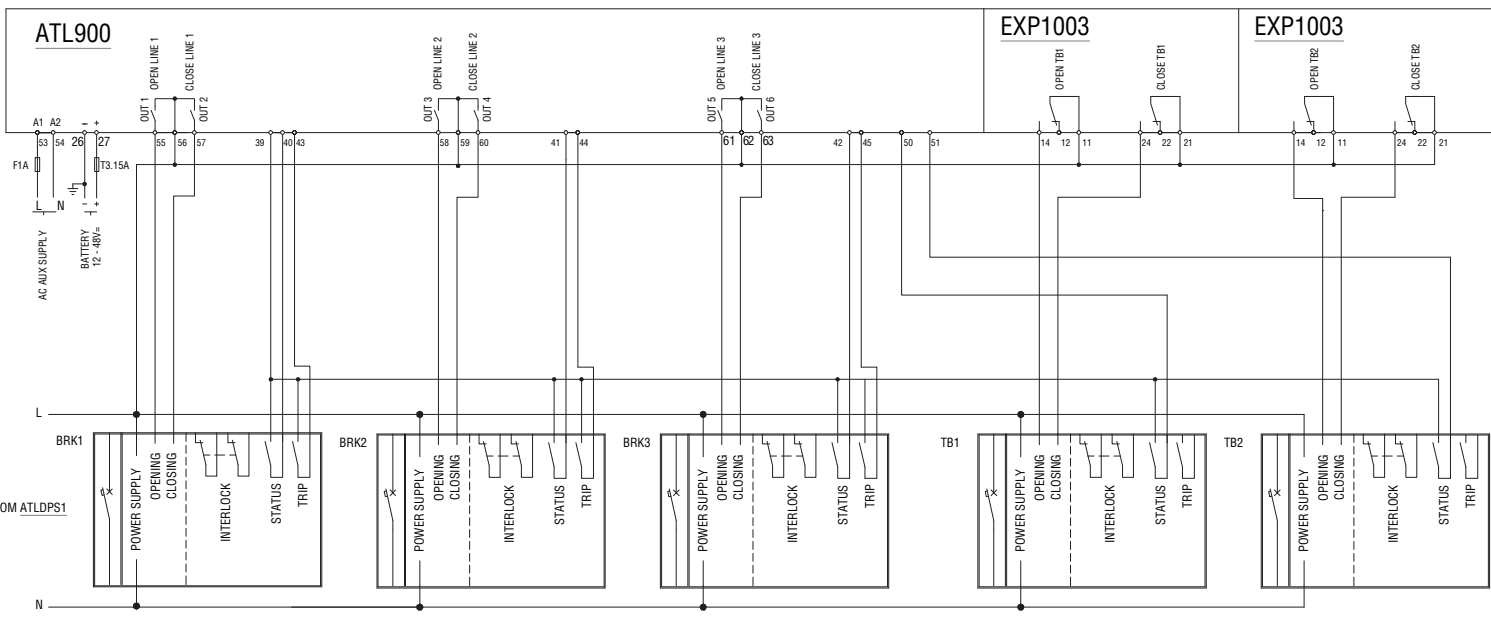 ATL900
EXP1003
EXP1003
OPEN LINE 1
CLOSE LINE 1
OPEN LINE 2
CLOSE LINE 2
OPEN LINE 3
CLOSE LINE 3
OPEN TB1
CLOSE TB1
OPEN TB2
CLOSE TB2
OUT 1
OUT 2
OUT 3
OUT 4
OUT 5
OUT 6
A1 A2 - +
53 54 26 27 55 56 57 39 40 43 58 59 60 41 44 61 62 63 42 45 50 51 14 12 11 24 22 21 14 12 11 24 22 21
F1A
T3.15A
L N - +
AC AUX SUPPLY
BATTERY
12 - 48V=
L
BRK1
BRK2
BRK3
TB1
TB2
POWER SUPPLY
OPENING
CLOSING
INTERLOCK
STATUS
TRIP
POWER SUPPLY
OPENING
CLOSING
INTERLOCK
STATUS
TRIP
POWER SUPPLY
OPENING
CLOSING
INTERLOCK
STATUS
TRIP
POWER SUPPLY
OPENING
CLOSING
INTERLOCK
STATUS
TRIP
POWER SUPPLY
OPENING
CLOSING
INTERLOCK
STATUS
TRIP
OM ATLDPS1
N